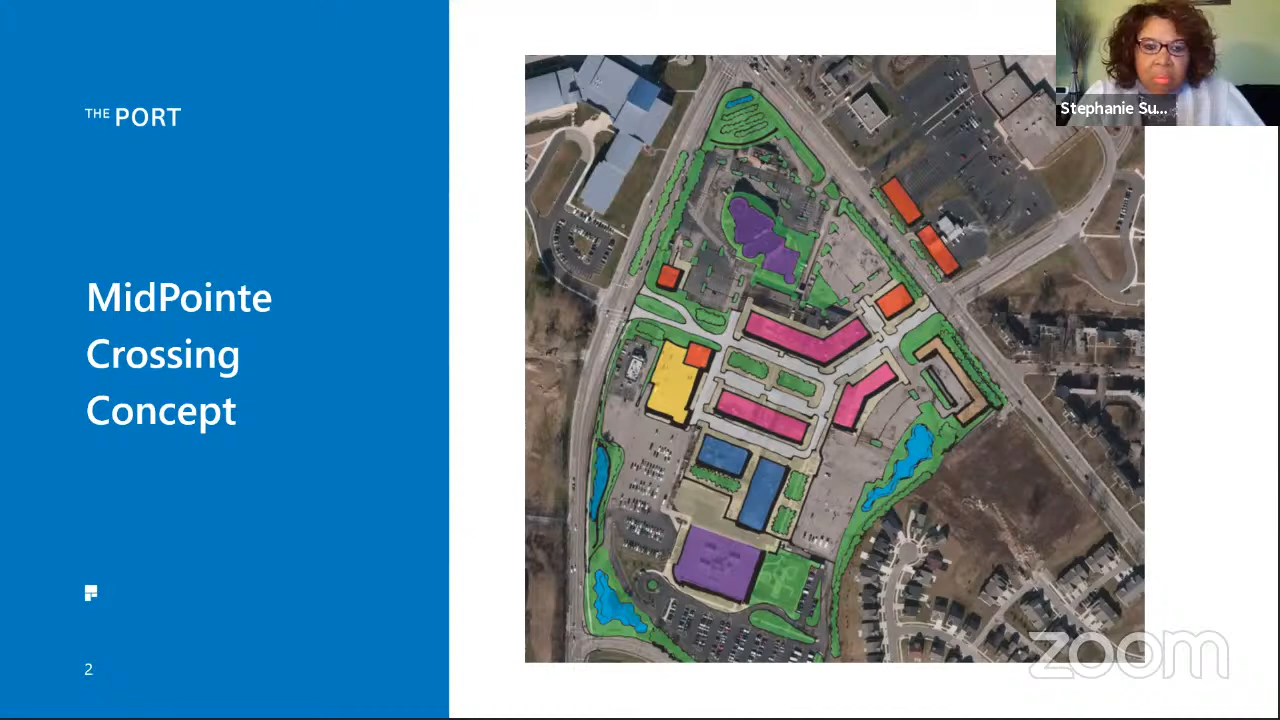 THE PORT
Stephanie Su...
MidPointe
Crossing
Concept
2
zoom